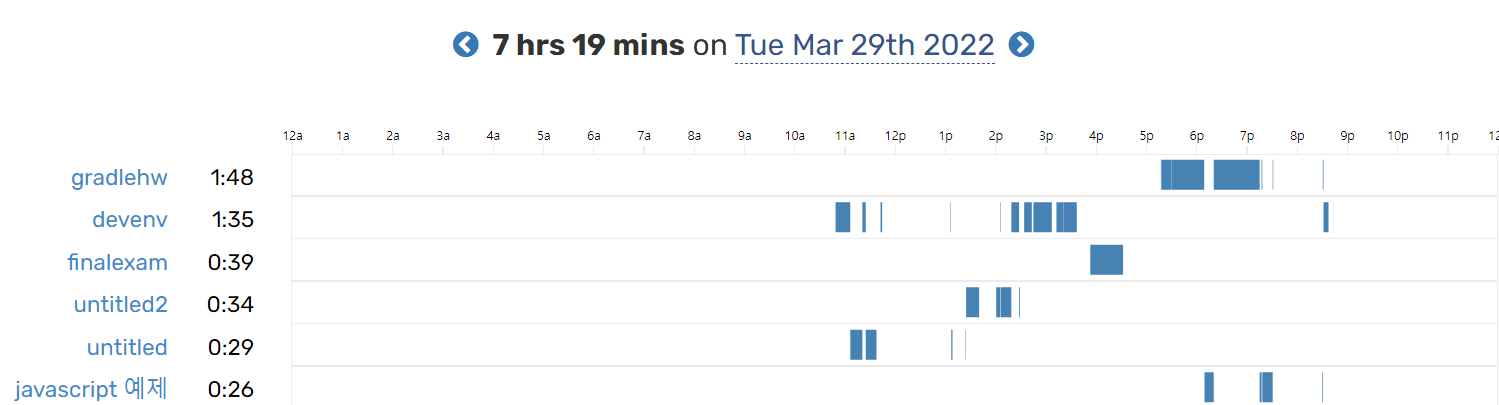 7 hrs 19 mins on Tue Mar 29th 2022
12a 1a 2a 3a 4a 5a 6a 7a 8a 9a 10a 11a 12p 1p 2p 3p 4p 5p 6p 7p 8p 9p 10p 11p 12
gradlehw 1:48
devenv 1:35
finalexam 0:39
untitled2 0:34
untitled 0:29
javascript 예제 0:26